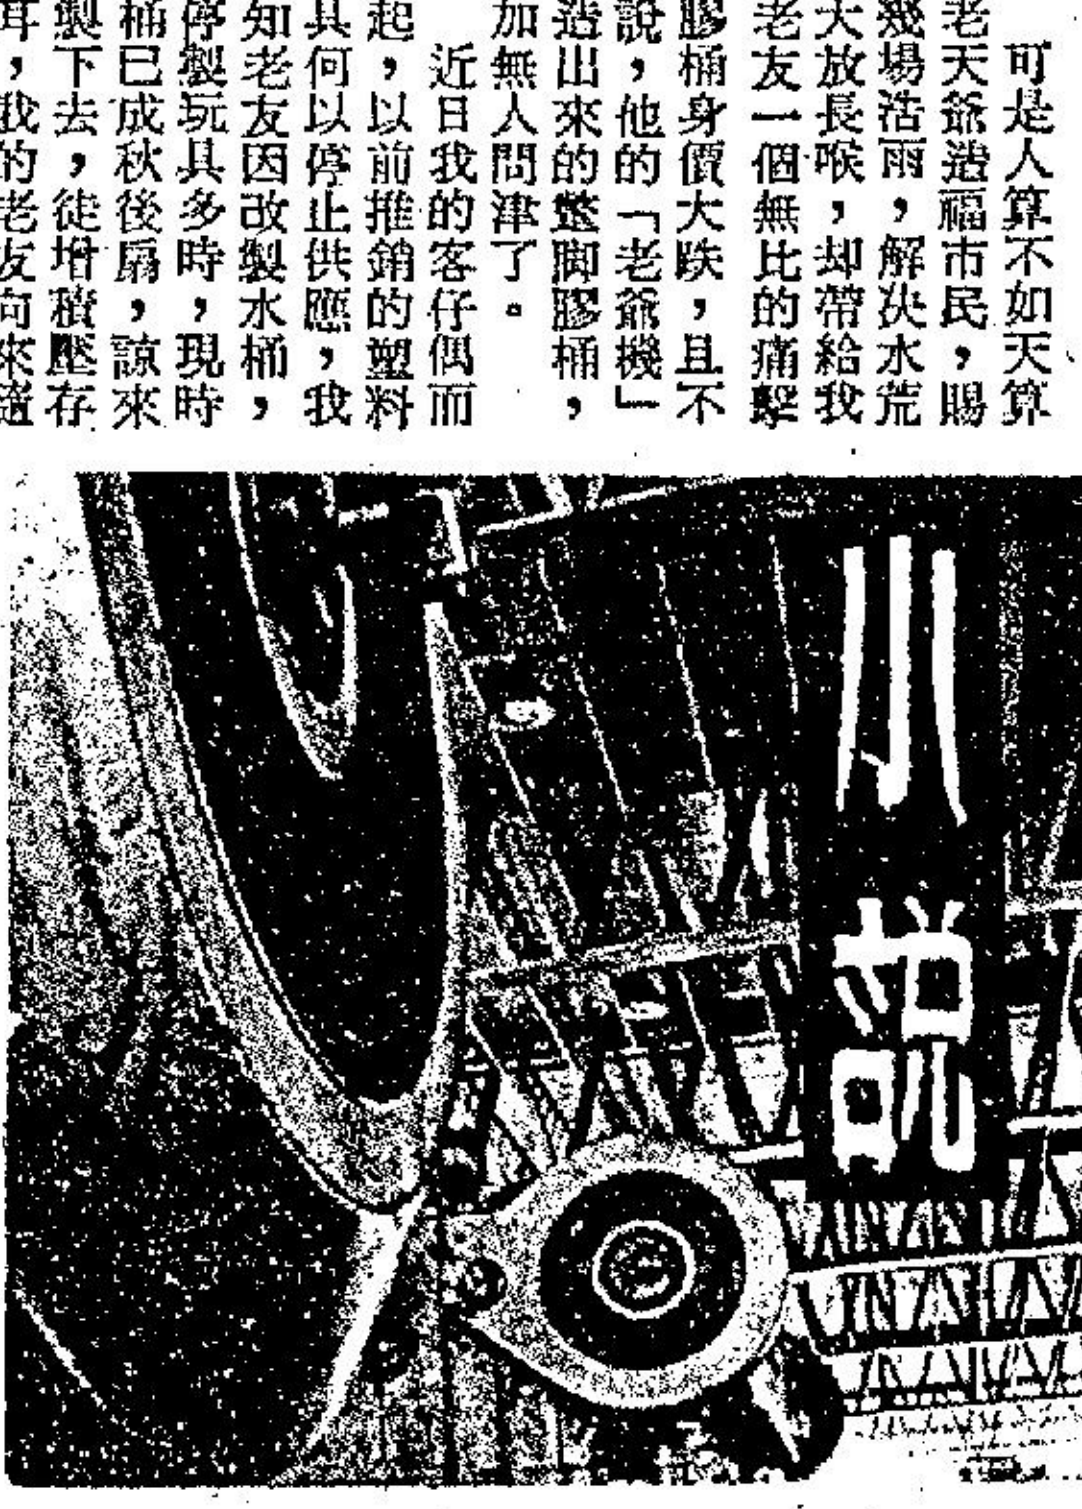 可是人算不如天算
老天爺造福市民，賜
幾場浩雨，解決水荒
大放長喉，却帶給我
老友一個無比的痛擊
膠桶身價大跌，且不
說，他的「老爺機」
造出來的蹩脚膠桶，
加無人問津了。
近日我的客仔偶而
起，以前推銷的塑料
具何以停止供應，我
知老友因改製水桶，
停製玩具多時，現時
桶已成秋後扇，諒來
製下去，徒增積壓存
耳，我的老友向來隨
小說